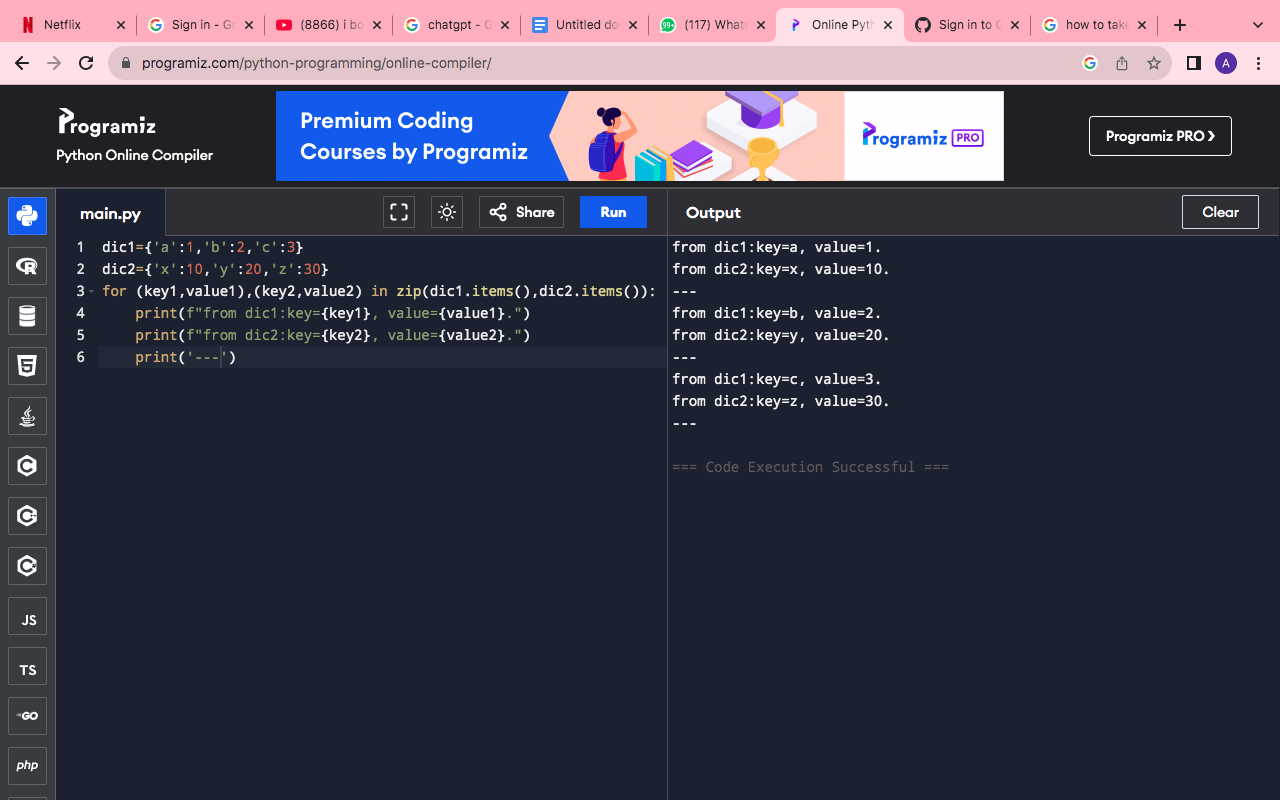 Netflix
Sign in - Go
(8866) i bo
chatgpt - G
Untitled do
99+
(117) Whats
Online Pyth
Sign in to G
how to take
programiz.com/python-programming/online-compiler/
A
Programiz
Python Online Compiler
Premium Coding
Courses by Programiz
Programiz PRO
Programiz PRO ❯
main.py
Share
Run
Output
Clear
1 dic1={'a':1,'b':2,'c':3}
2 dic2={'x':10,'y':20,'z':30}
3 for (key1,value1),(key2,value2) in zip(dic1.items(),dic2.items()):
4     print(f"from dic1:key={key1}, value={value1}.")
5     print(f"from dic2:key={key2}, value={value2}.")
6     print('---')
from dic1:key=a, value=1.
from dic2:key=x, value=10.
---
from dic1:key=b, value=2.
from dic2:key=y, value=20.
---
from dic1:key=c, value=3.
from dic2:key=z, value=30.
---
=== Code Execution Successful ===
R
5
C
C
C
JS
TS
GO
php